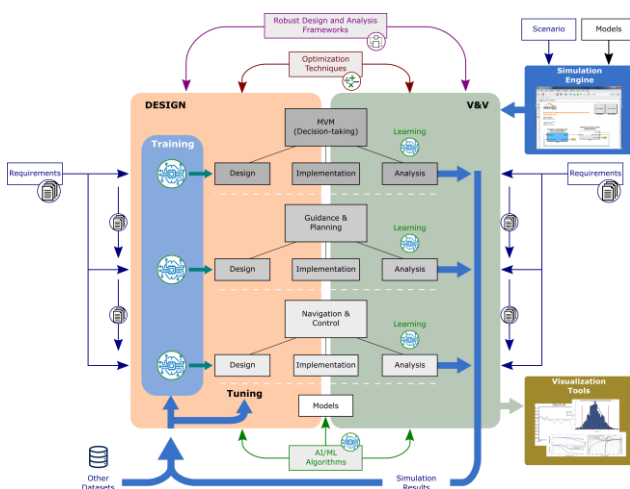 Robust Design and Analysis
Frameworks
Scenario
Models
Optimization
Techniques
Simulation
Engine
DESIGN
V&V
MVM
(Decision-taking)
Learning
Training
Requirements
Design
Implementation
Analysis
Requirements
Guidance &
Planning
Learning
Design
Implementation
Analysis
Navigation &
Control
Learning
Design
Implementation
Analysis
Tuning
Models
Visualization
Tools
AI/ML
Algorithms
Other
Datasets
Simulation
Results